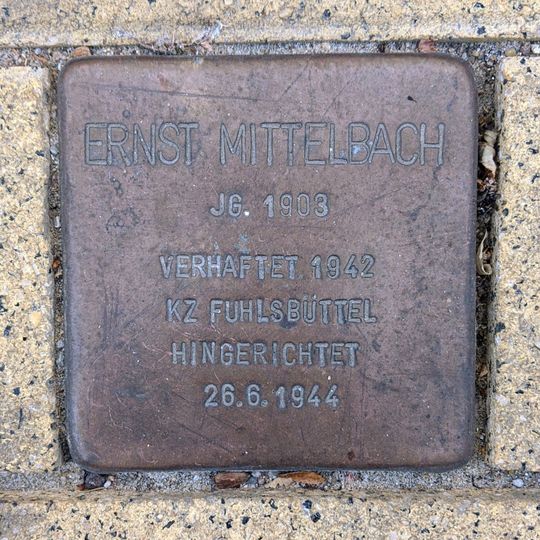 ERNST MITTELBACH
JG. 1903
VERHAFTET 1942
KZ FUHLSBÜTTEL
HINGERICHTET
26.6.1944